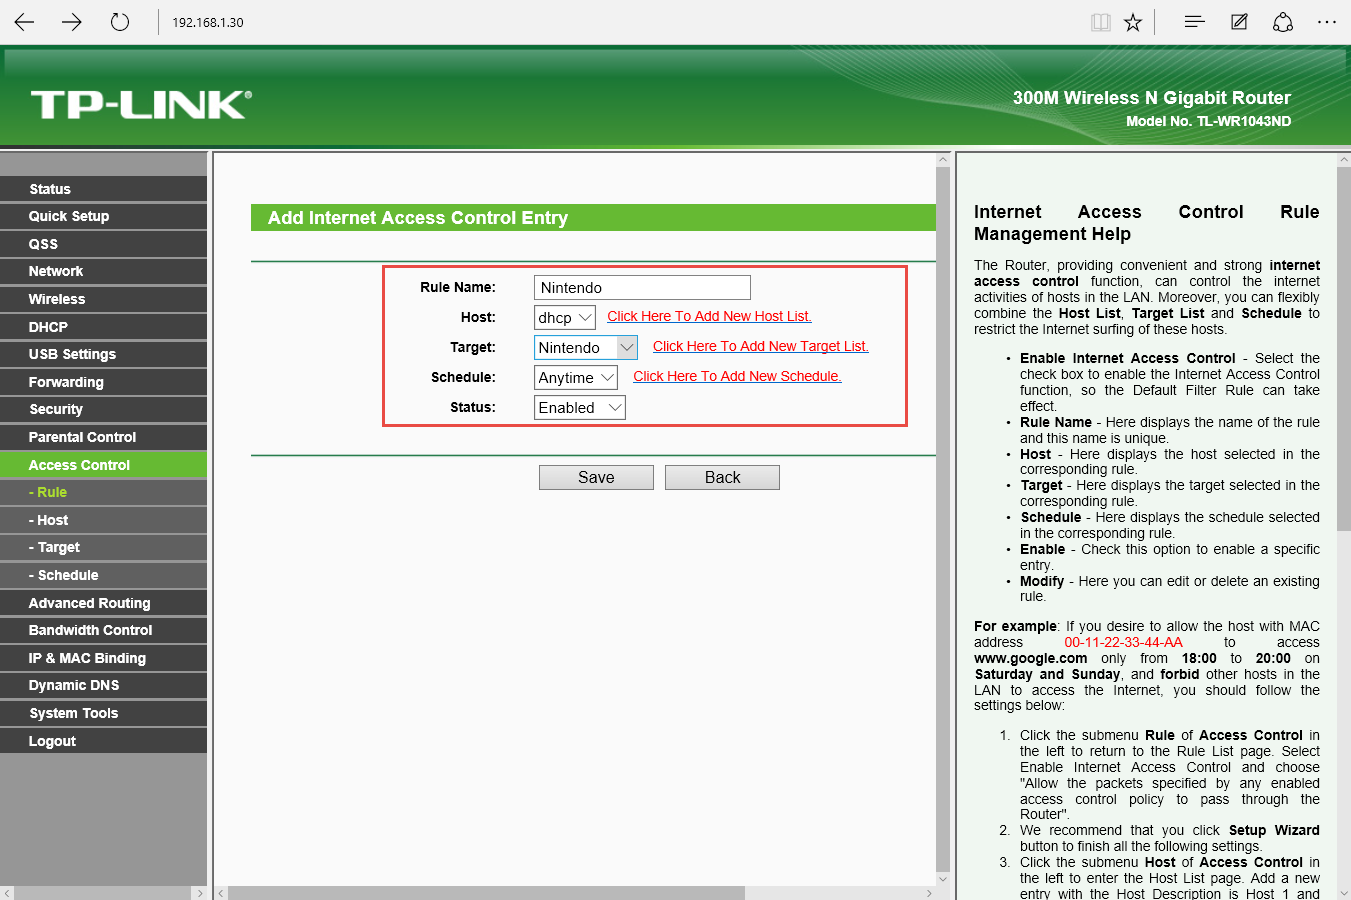 192.168.1.30
TP-LINK®
300M Wireless N Gigabit Router
Model No. TL-WR1043ND
Status
Quick Setup
QSS
Network
Wireless
DHCP
USB Settings
Forwarding
Security
Parental Control
Access Control
- Rule
- Host
- Target
- Schedule
Advanced Routing
Bandwidth Control
IP & MAC Binding
Dynamic DNS
System Tools
Logout
Add Internet Access Control Entry
Rule Name: Nintendo
Host: dhcp Click Here To Add New Host List.
Target: Nintendo Click Here To Add New Target List.
Schedule: Anytime Click Here To Add New Schedule.
Status: Enabled
Save Back
Internet Access Control Rule
Management Help
The Router, providing convenient and strong internet
access control function, can control the internet
activities of hosts in the LAN. Moreover, you can flexibly
combine the Host List, Target List and Schedule to
restrict the Internet surfing of these hosts.
• Enable Internet Access Control - Select the
check box to enable the Internet Access Control
function, so the Default Filter Rule can take
effect.
• Rule Name - Here displays the name of the rule
and this name is unique.
• Host - Here displays the host selected in the
corresponding rule.
• Target - Here displays the target selected in the
corresponding rule.
• Schedule - Here displays the schedule selected
in the corresponding rule.
• Enable - Check this option to enable a specific
entry.
• Modify - Here you can edit or delete an existing
rule.
For example: If you desire to allow the host with MAC
address 00-11-22-33-44-AA to access
www.google.com only from 18:00 to 20:00 on
Saturday and Sunday, and forbid other hosts in the
LAN to access the Internet, you should follow the
settings below:
1. Click the submenu Rule of Access Control in
the left to return to the Rule List page. Select
Enable Internet Access Control and choose
"Allow the packets specified by any enabled
access control policy to pass through the
Router".
2. We recommend that you click Setup Wizard
button to finish all the following settings.
3. Click the submenu Host of Access Control in
the left to enter the Host List page. Add a new
entry with the Host Description is Host 1 and